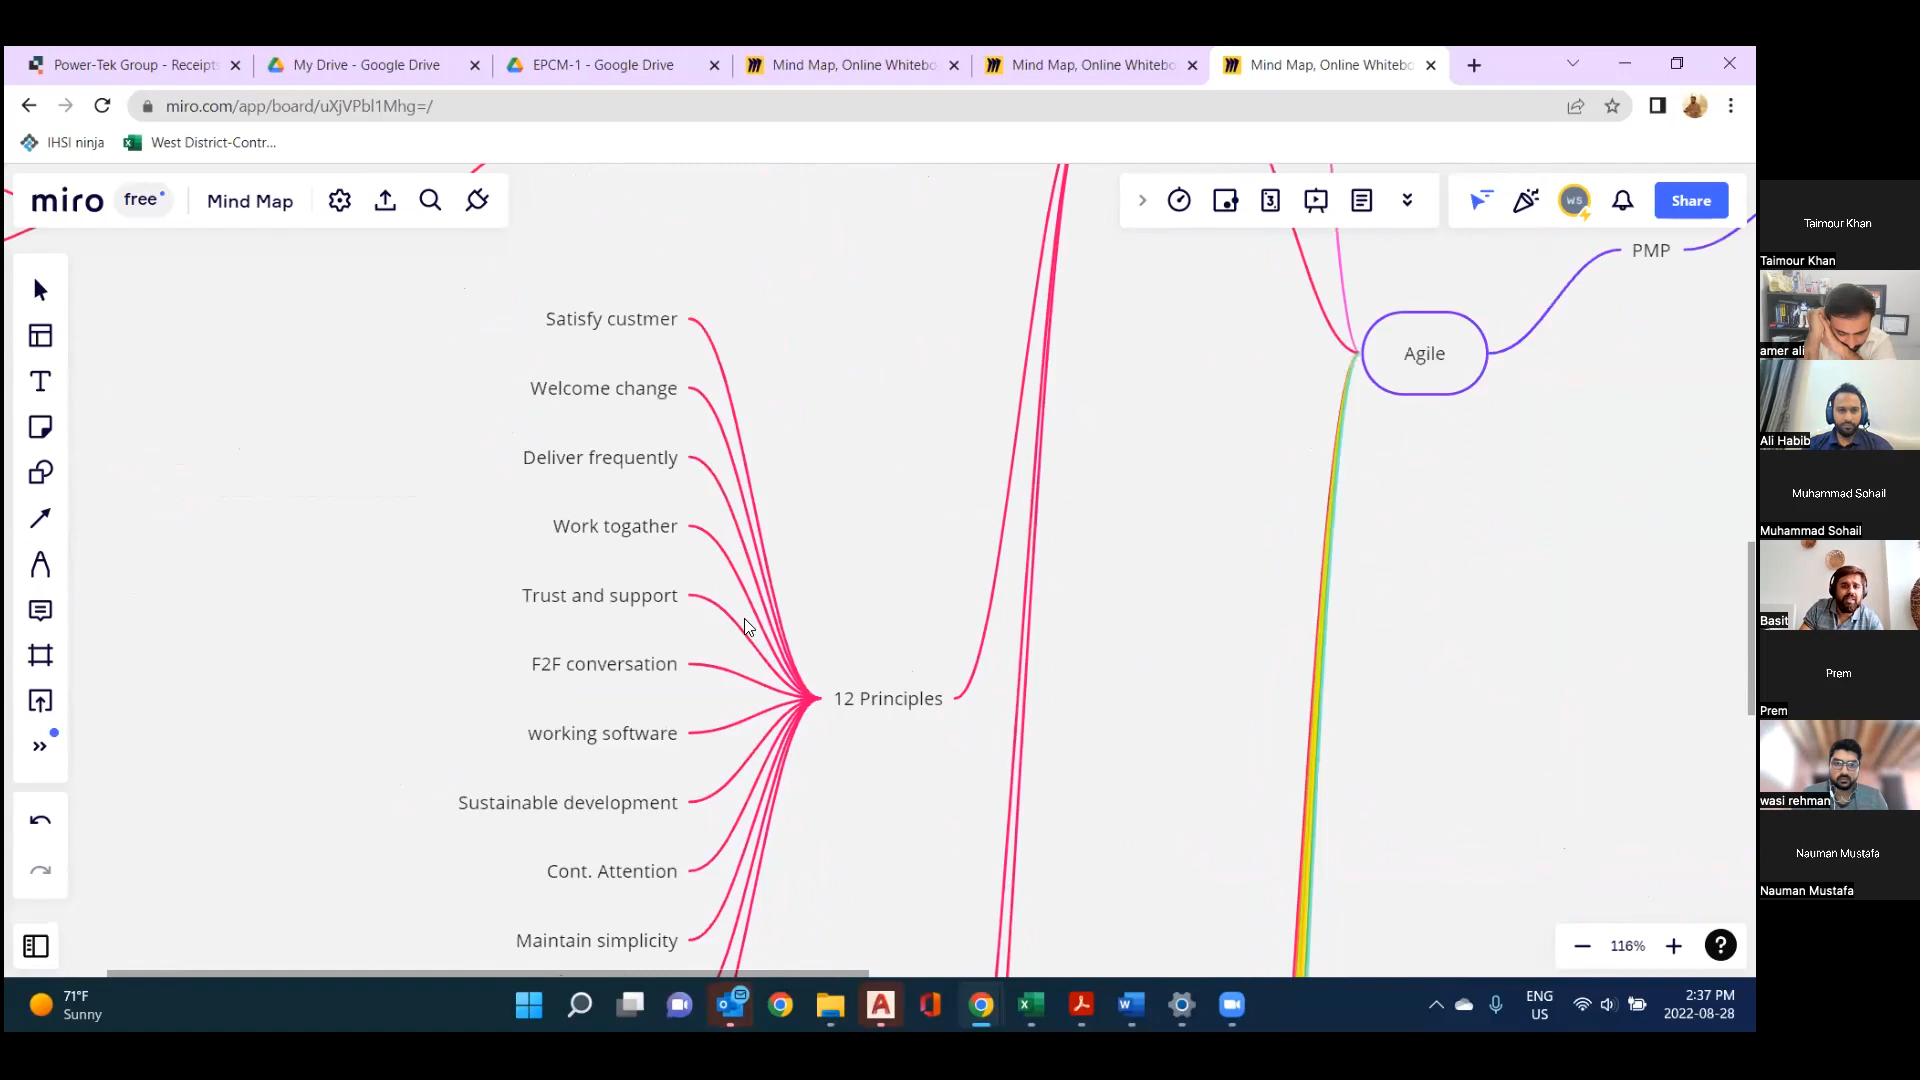 Power-Tek Group - Receipts
My Drive - Google Drive
EPCM-1 - Google Drive
Mind Map, Online Whitebo
Mind Map, Online Whitebo
Mind Map, Online Whitebo
miro.com/app/board/uXjVPbl1Mhg=/
IHSI ninja
West District-Contr...
miro
free
Mind Map
3
WS
Share
PMP
Agile
Satisfy custmer
Welcome change
Deliver frequently
Work togather
Trust and support
F2F conversation
working software
Sustainable development
Cont. Attention
Maintain simplicity
12 Principles
116%
?
71°F
Sunny
ENG
US
2:37 PM
2022-08-28
Taimour Khan
Taimour Khan
amer ali
Ali Habib
Muhammad Sohail
Muhammad Sohail
Basit
Prem
Prem
wasi rehman
Nauman Mustafa
Nauman Mustafa